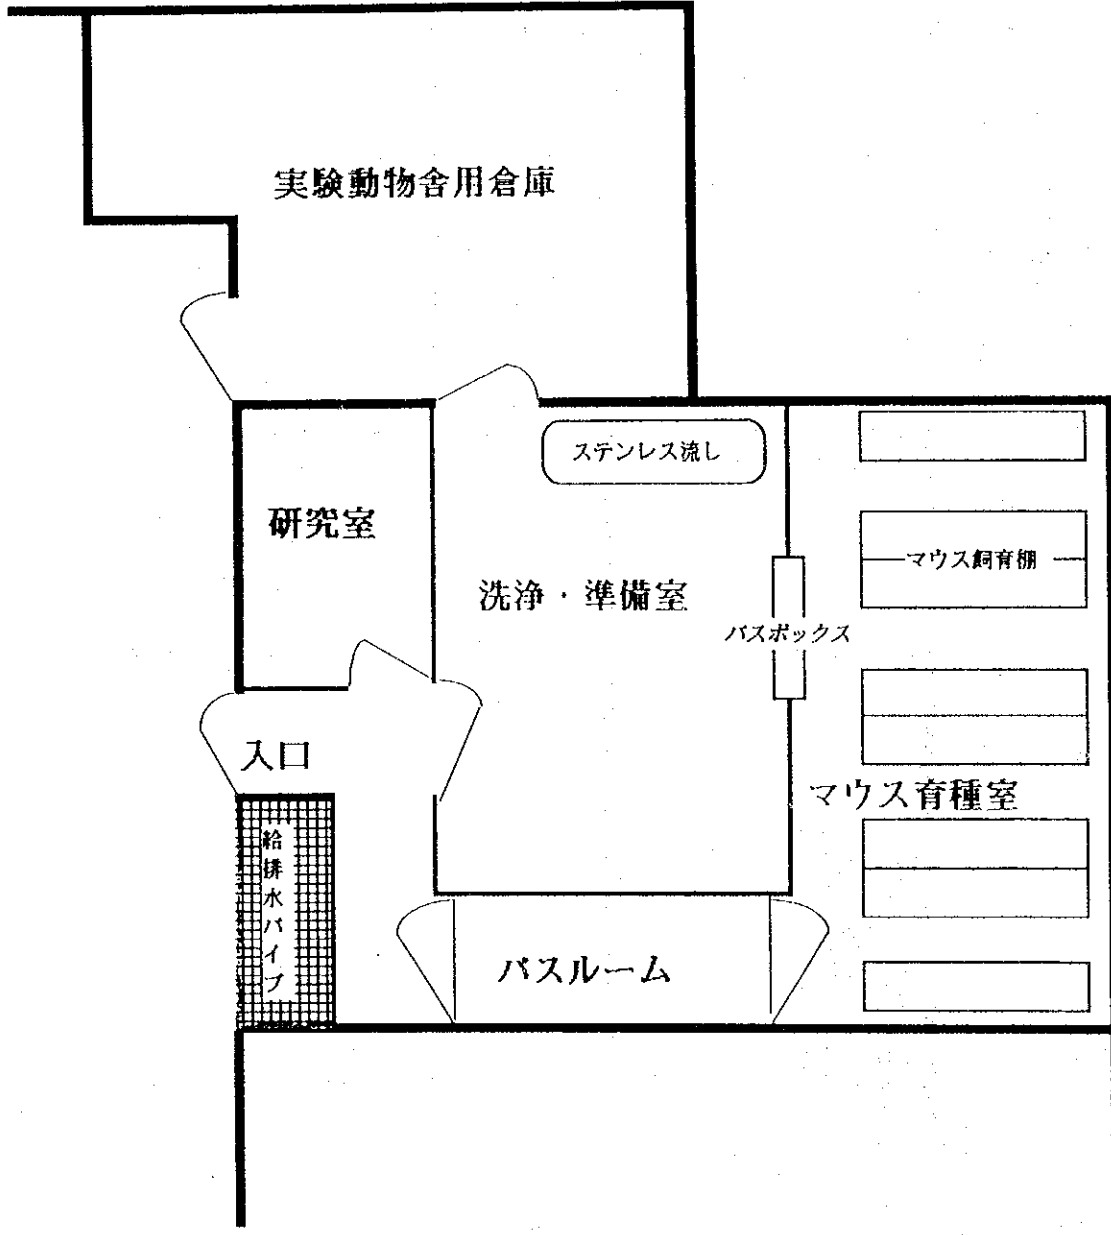 実験動物舎用倉庫
ステンレス流し
研究室
マウス飼育棚
洗浄・準備室
パスボックス
入口
マウス育種室
給排水パイプ
パスルーム